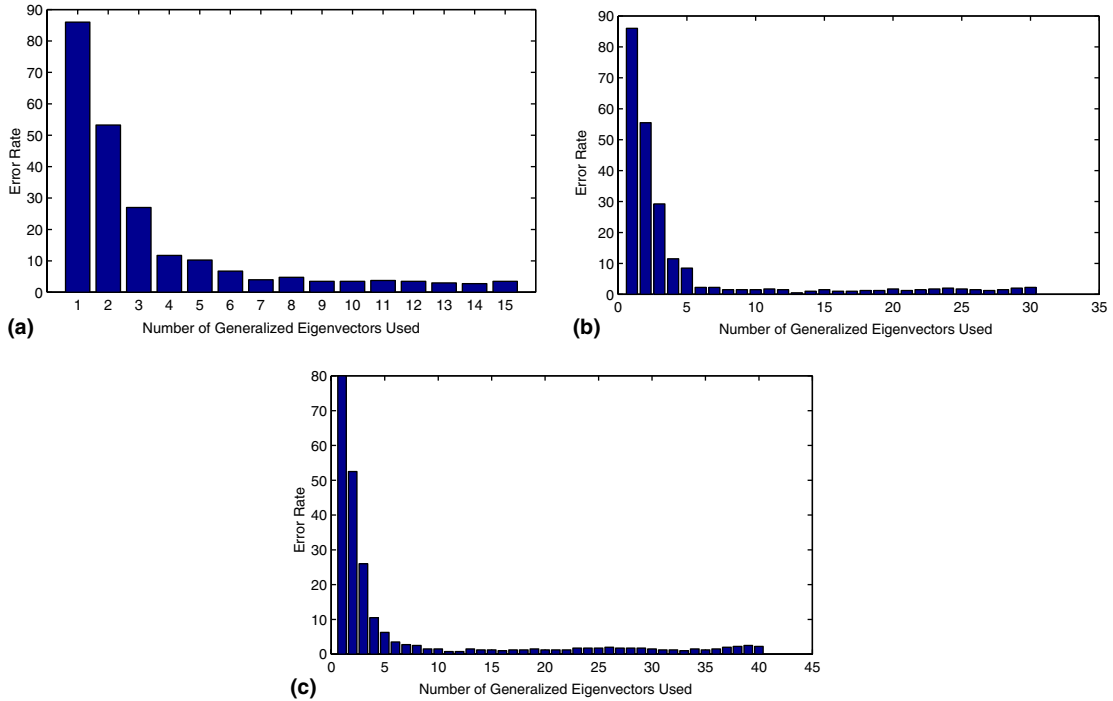 90
80
70
60
50
40
30
20
10
0
Error Rate
1 2 3 4 5 6 7 8 9 10 11 12 13 14 15
Number of Generalized Eigenvectors Used
(a)
90
80
70
60
50
40
30
20
10
0
Error Rate
0 5 10 15 20 25 30 35
Number of Generalized Eigenvectors Used
(b)
80
70
60
50
40
30
20
10
0
Error Rate
0 5 10 15 20 25 30 35 40 45
Number of Generalized Eigenvectors Used
(c)